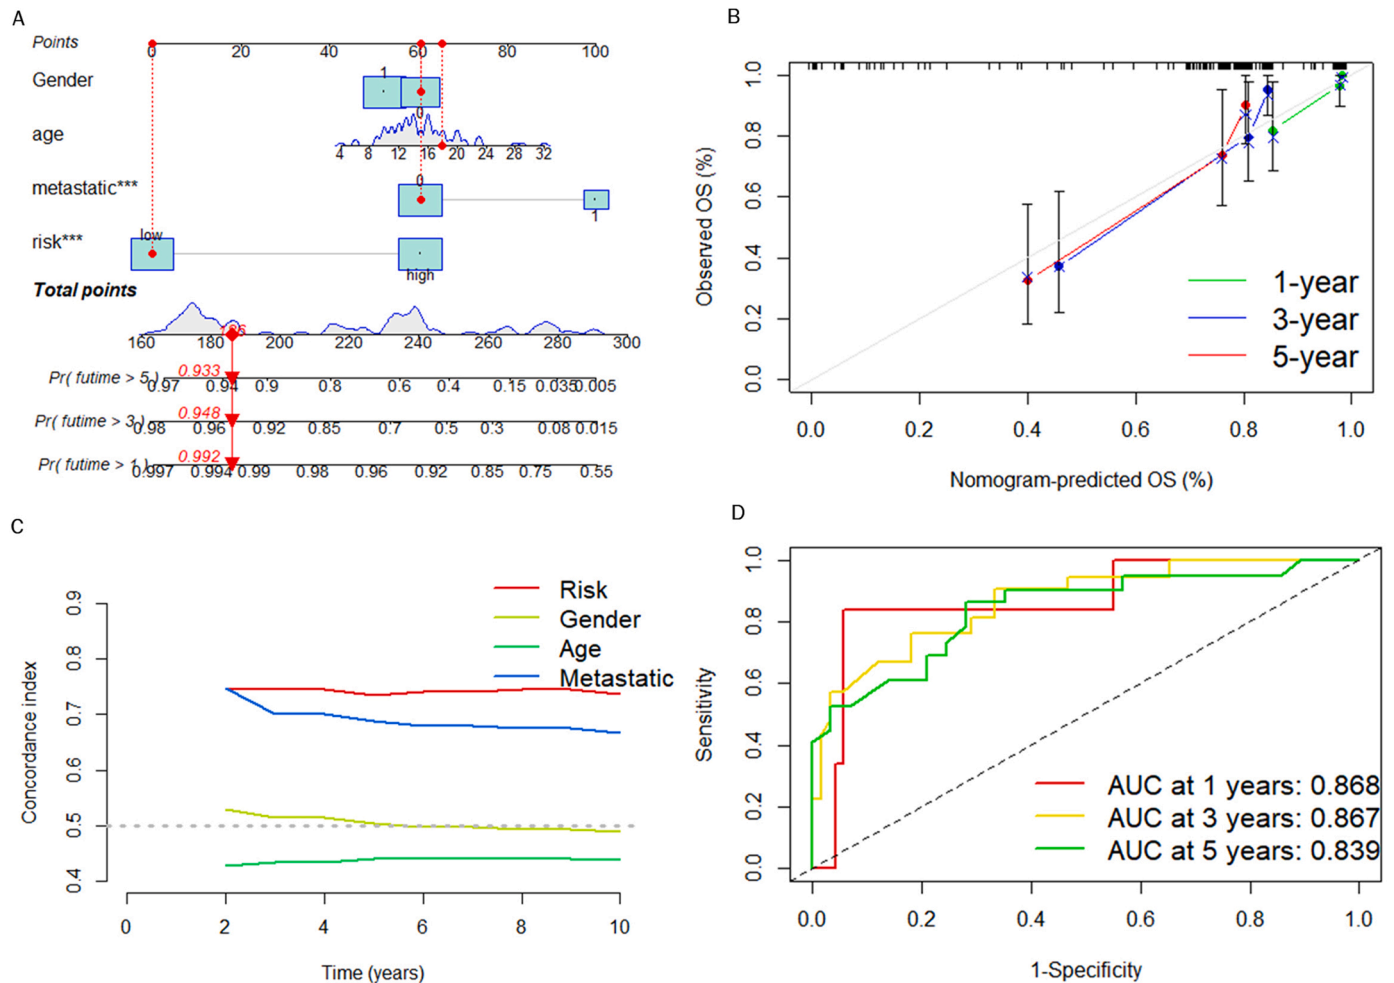 A
Points
0 20 40 60 80 100
Gender
1
0
age
4 8 12 16 20 24 28 32
metastatic***
0
1
risk***
low
high
Total points
186
160 180 200 220 240 260 280 300
Pr( futime > 5 )
0.933
0.97 0.94 0.9 0.8 0.6 0.4 0.15 0.035 0.005
Pr( futime > 3 )
0.948
0.98 0.96 0.92 0.85 0.7 0.5 0.3 0.08 0.015
Pr( futime > 1 )
0.992
0.997 0.994 0.99 0.98 0.96 0.92 0.85 0.75 0.55
B
Observed OS (%)
1.0
0.8
0.6
0.4
0.2
0.0
1-year
3-year
5-year
0.0 0.2 0.4 0.6 0.8 1.0
Nomogram-predicted OS (%)
C
Concordance index
0.9
0.8
0.7
0.6
0.5
0.4
Risk
Gender
Age
Metastatic
0 2 4 6 8 10
Time (years)
D
Sensitivity
1.0
0.8
0.6
0.4
0.2
0.0
AUC at 1 years: 0.868
AUC at 3 years: 0.867
AUC at 5 years: 0.839
0.0 0.2 0.4 0.6 0.8 1.0
1-Specificity